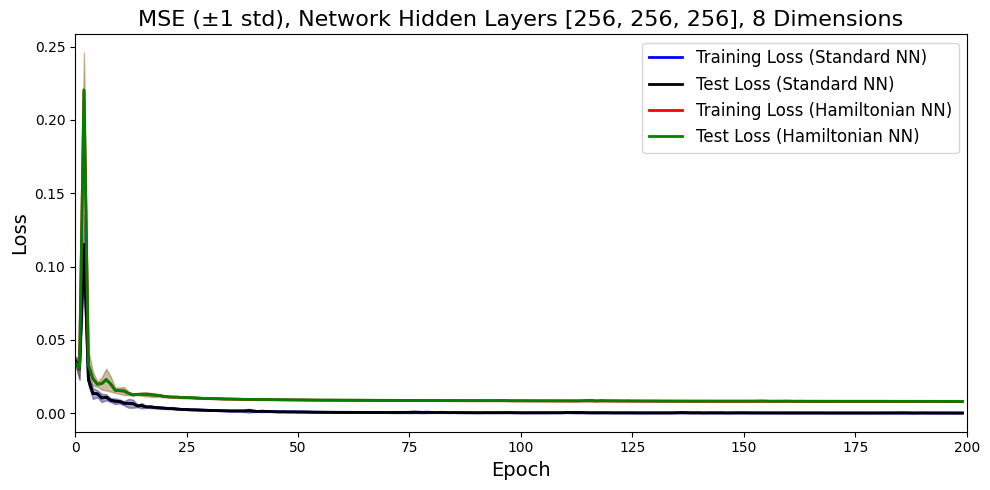 MSE (±1 std), Network Hidden Layers [256, 256, 256], 8 Dimensions
Loss
0.25
0.20
0.15
0.10
0.05
0.00
Training Loss (Standard NN)
Test Loss (Standard NN)
Training Loss (Hamiltonian NN)
Test Loss (Hamiltonian NN)
0 25 50 75 100 125 150 175 200
Epoch